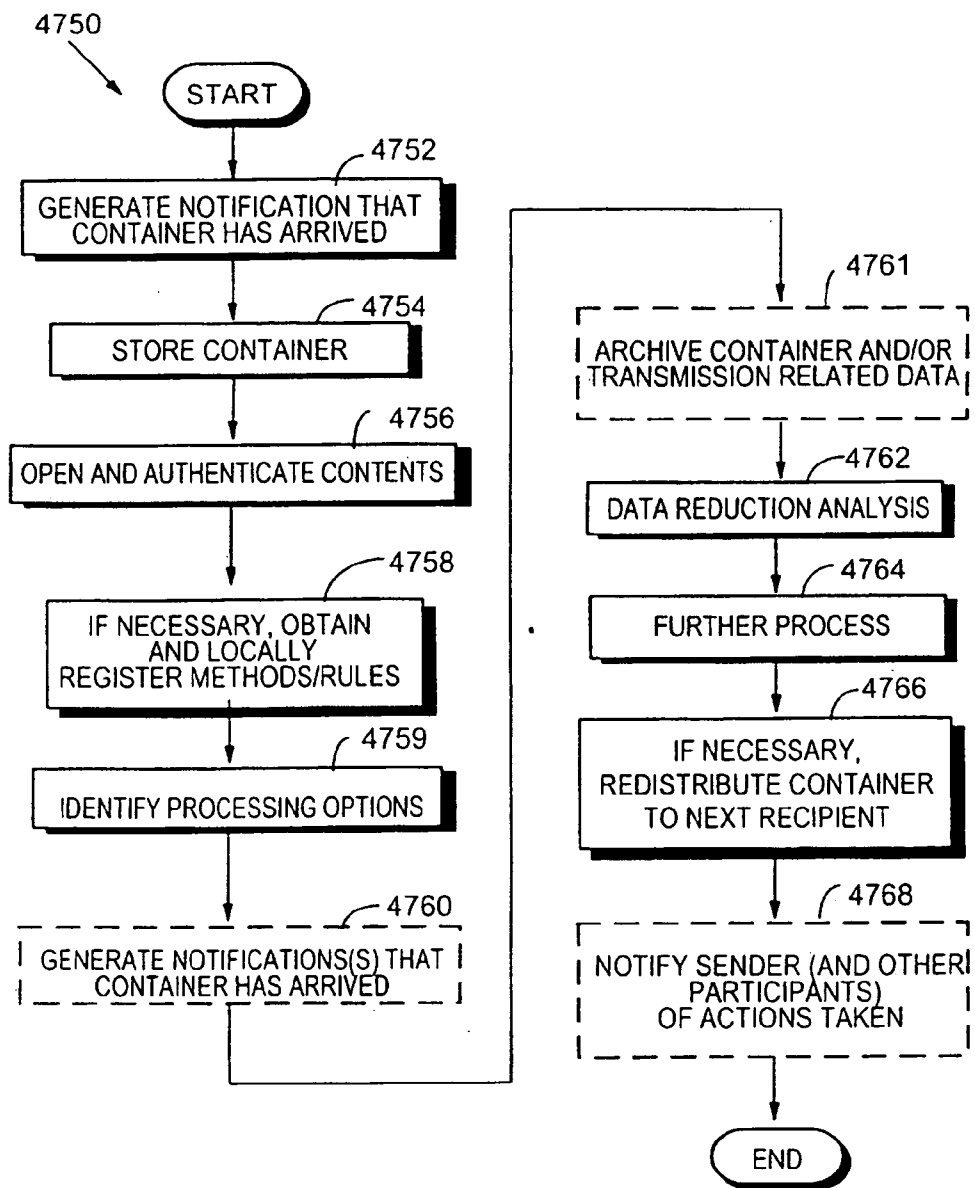 4750
START
4752
GENERATE NOTIFICATION THAT
CONTAINER HAS ARRIVED
4754
STORE CONTAINER
4756
OPEN AND AUTHENTICATE CONTENTS
4758
IF NECESSARY, OBTAIN
AND LOCALLY
REGISTER METHODS/RULES
4759
IDENTIFY PROCESSING OPTIONS
4760
GENERATE NOTIFICATIONS(S) THAT
CONTAINER HAS ARRIVED
4761
ARCHIVE CONTAINER AND/OR
TRANSMISSION RELATED DATA
4762
DATA REDUCTION ANALYSIS
4764
FURTHER PROCESS
4766
IF NECESSARY,
REDISTRIBUTE CONTAINER
TO NEXT RECIPIENT
4768
NOTIFY SENDER (AND OTHER
PARTICIPANTS)
OF ACTIONS TAKEN
END